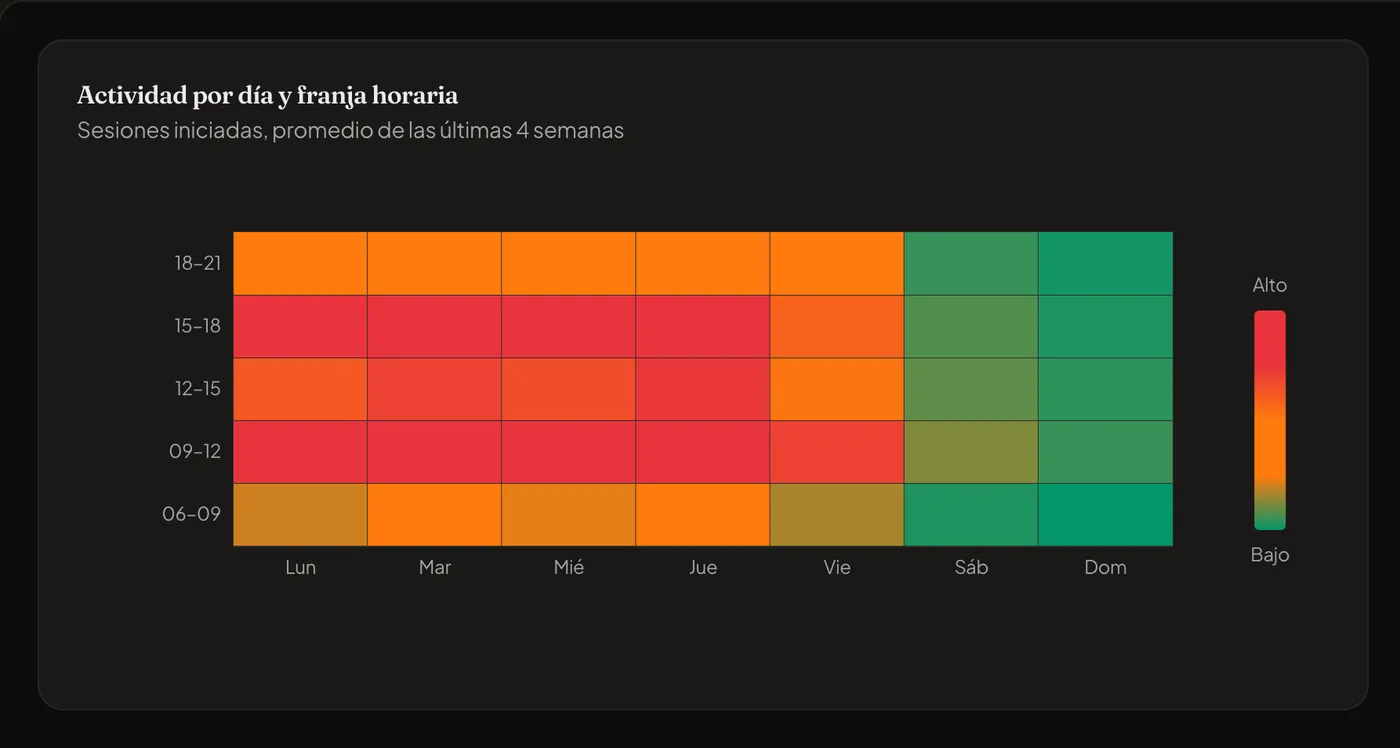 Actividad por día y franja horaria
Sesiones iniciadas, promedio de las últimas 4 semanas
18–21
15–18
12–15
09–12
06–09
Lun
Mar
Mié
Jue
Vie
Sáb
Dom
Alto
Bajo